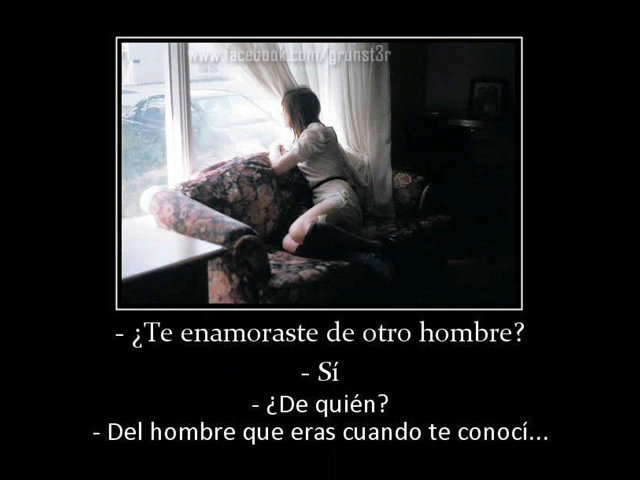 www.facebook.com/grunst3r
- ¿Te enamoraste de otro hombre?
- Sí
- ¿De quién?
- Del hombre que eras cuando te conocí...